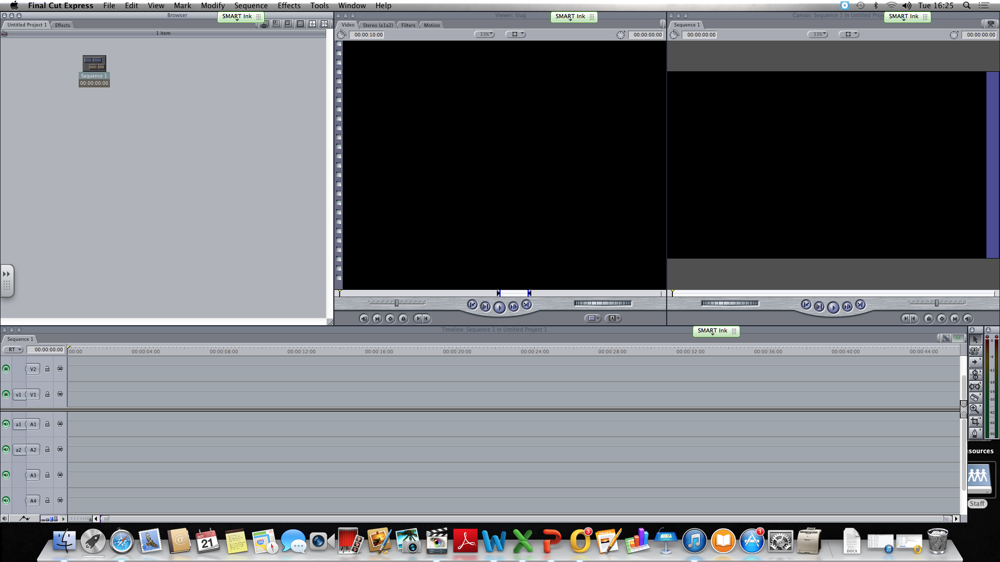 Final Cut Express File Edit View Mark Modify Sequence Effects Tools Window Help Tue 16:25
Browser
SMART Ink
Viewer: Slug
SMART Ink
Canvas: Sequence 1 in Untitled Proje
SMART Ink
Untitled Project 1 Effects
Video Stereo (a1a2) Filters Motion
Sequence 1
1 item
00:00:10:00 33% 00:00:00:00
00:00:00:00 33% 00:00:00:00
Sequence 1
00:00:00:00
Timeline: Sequence 1 in Untitled Project 1
SMART Ink
Sequence 1
RT 00:00:00:00 :00:00 00:00:04:00 00:00:08:00 00:00:12:00 00:00:16:00 00:00:20:00 00:00:24:00 00:00:28:00 00:00:32:00 00:00:36:00 00:00:40:00 00:00:44:00
V2
v1 V1
a1 A1
a2 A2
A3
A4
-0
-6
-12
-18
-24
-30
-42
-60
-96
sources
Staff
OCT
21
3
PAGES
1
DOCX